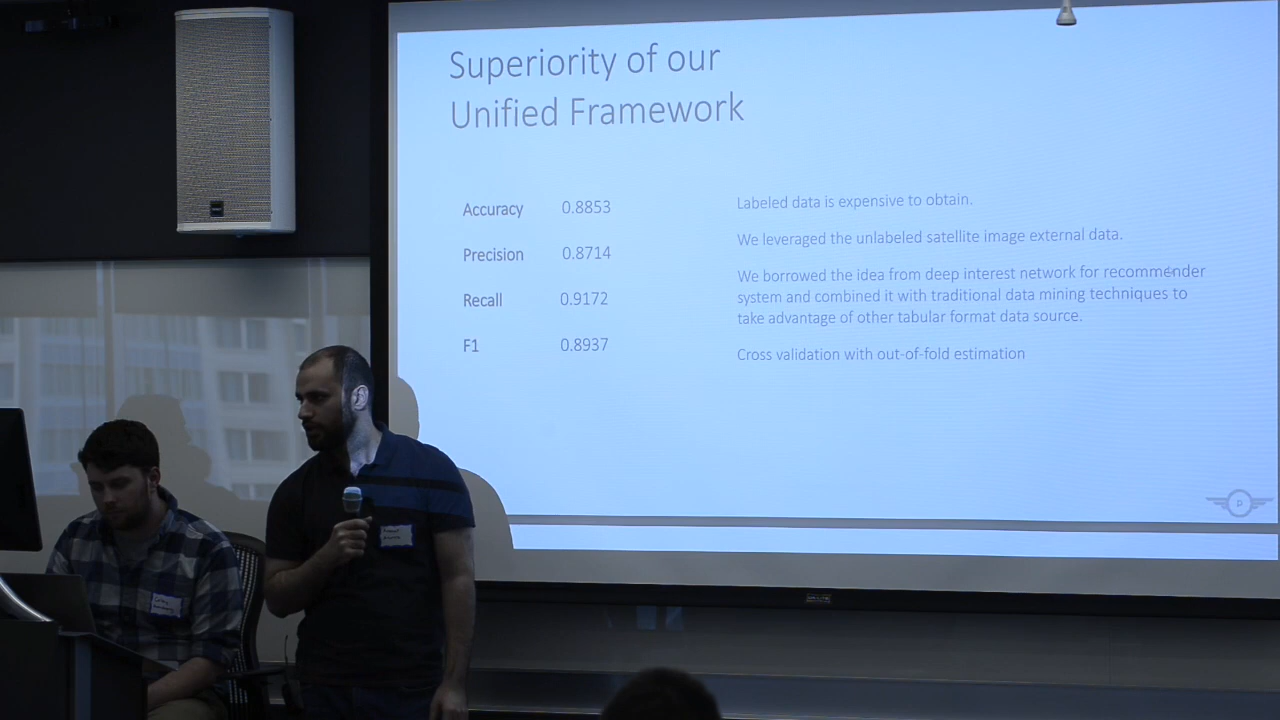 Superiority of our
Unified Framework
Accuracy 0.8853
Precision 0.8714
Recall 0.9172
F1 0.8937
Labeled data is expensive to obtain.
We leveraged the unlabeled satellite image external data.
We borrowed the idea from deep interest network for recommender
system and combined it with traditional data mining techniques to
take advantage of other tabular format data source.
Cross validation with out-of-fold estimation